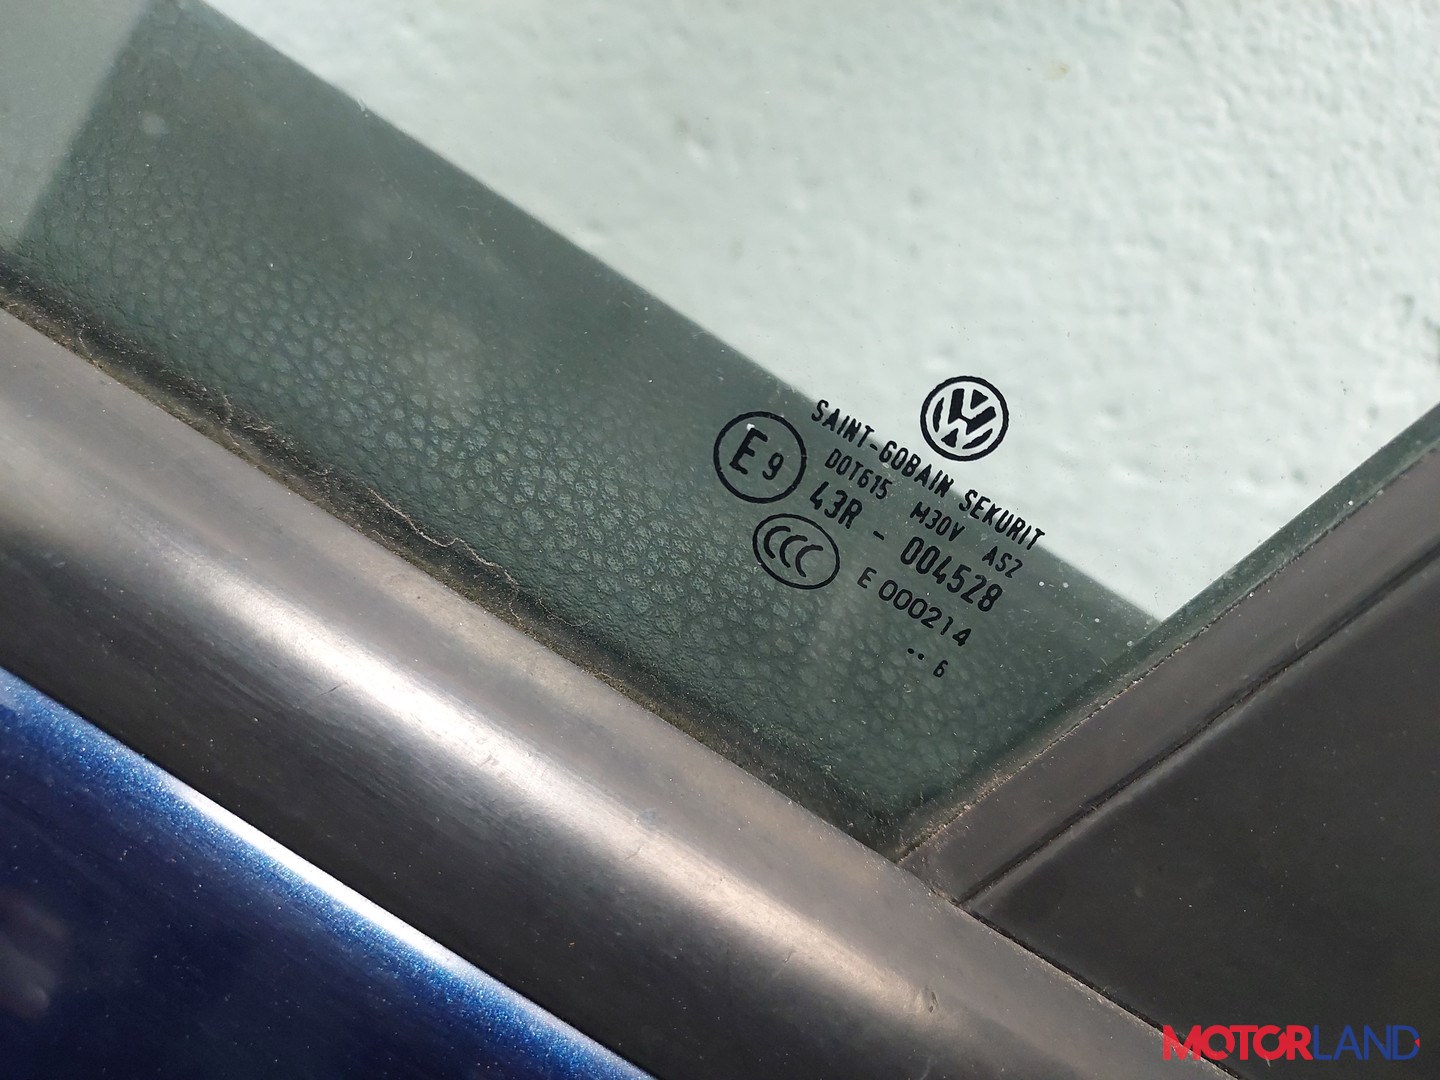 VW
SAINT-GOBAIN SEKURIT
DOT615 M30V AS2
E9 43R - 004528
CCC E 000214
•• 6
MOTORLAND